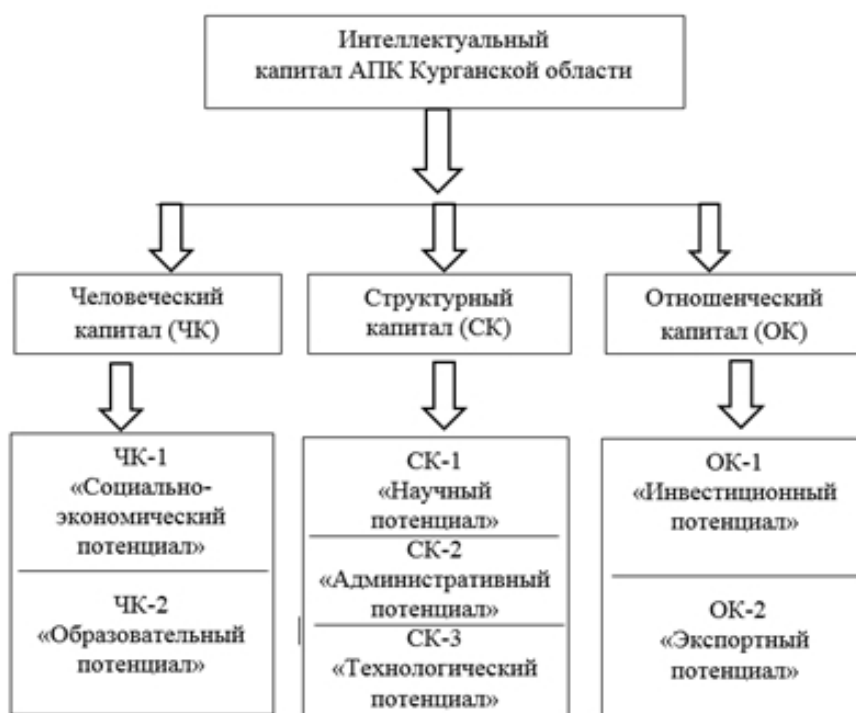 Интеллектуальный
капитал АПК Курганской области
Человеческий
капитал (ЧК)
Структурный
капитал (СК)
Отношенческий
капитал (ОК)
ЧК-1
«Социально-
экономический
потенциал»
ЧК-2
«Образовательный
потенциал»
СК-1
«Научный
потенциал»
СК-2
«Административный
потенциал»
СК-3
«Технологический
потенциал»
ОК-1
«Инвестиционный
потенциал»
ОК-2
«Экспортный
потенциал»